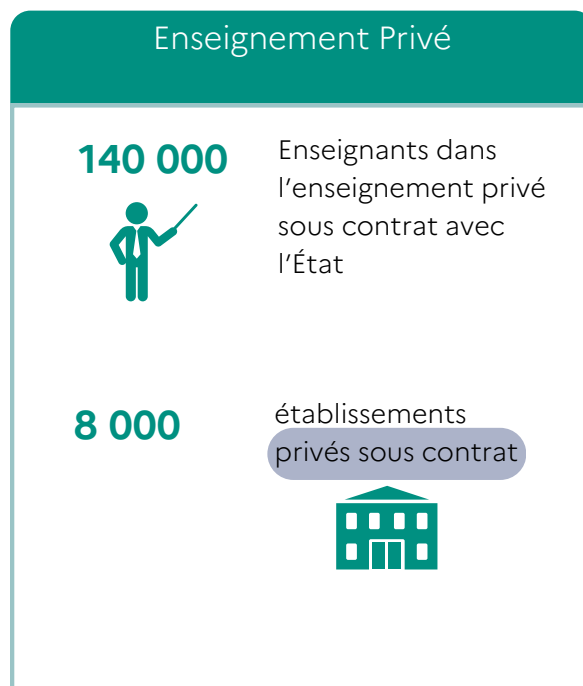 Enseignement Privé
140 000
Enseignants dans
l’enseignement privé
sous contrat avec
l’État
8 000
établissements
privés sous contrat